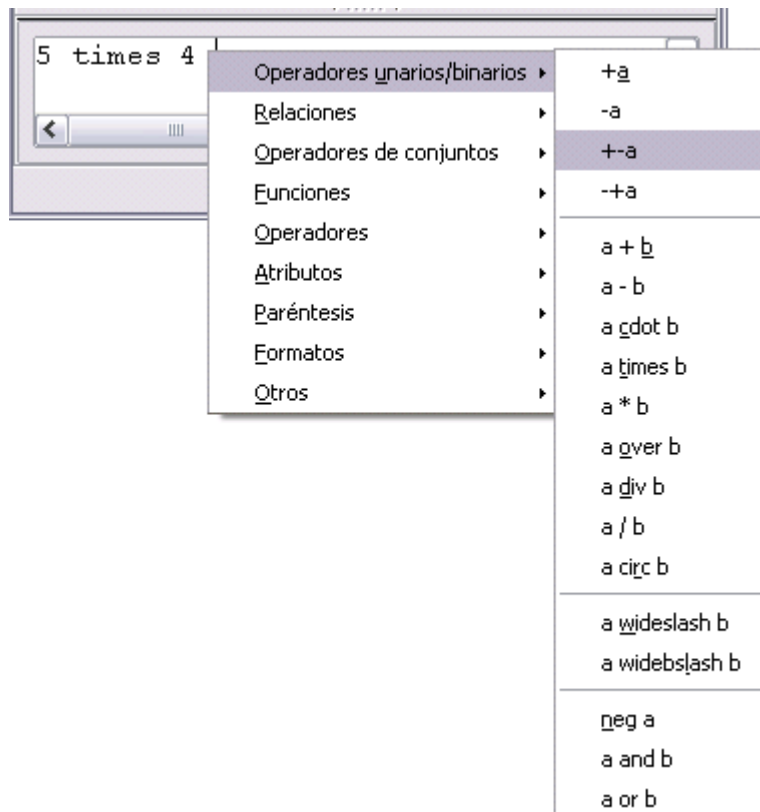 5 times 4
Operadores unarios/binarios
Relaciones
Operadores de conjuntos
Funciones
Operadores
Atributos
Paréntesis
Formatos
Otros
+a
-a
+-a
-+a
a + b
a - b
a cdot b
a times b
a * b
a over b
a div b
a / b
a circ b
a wideslash b
a widebslash b
neg a
a and b
a or b